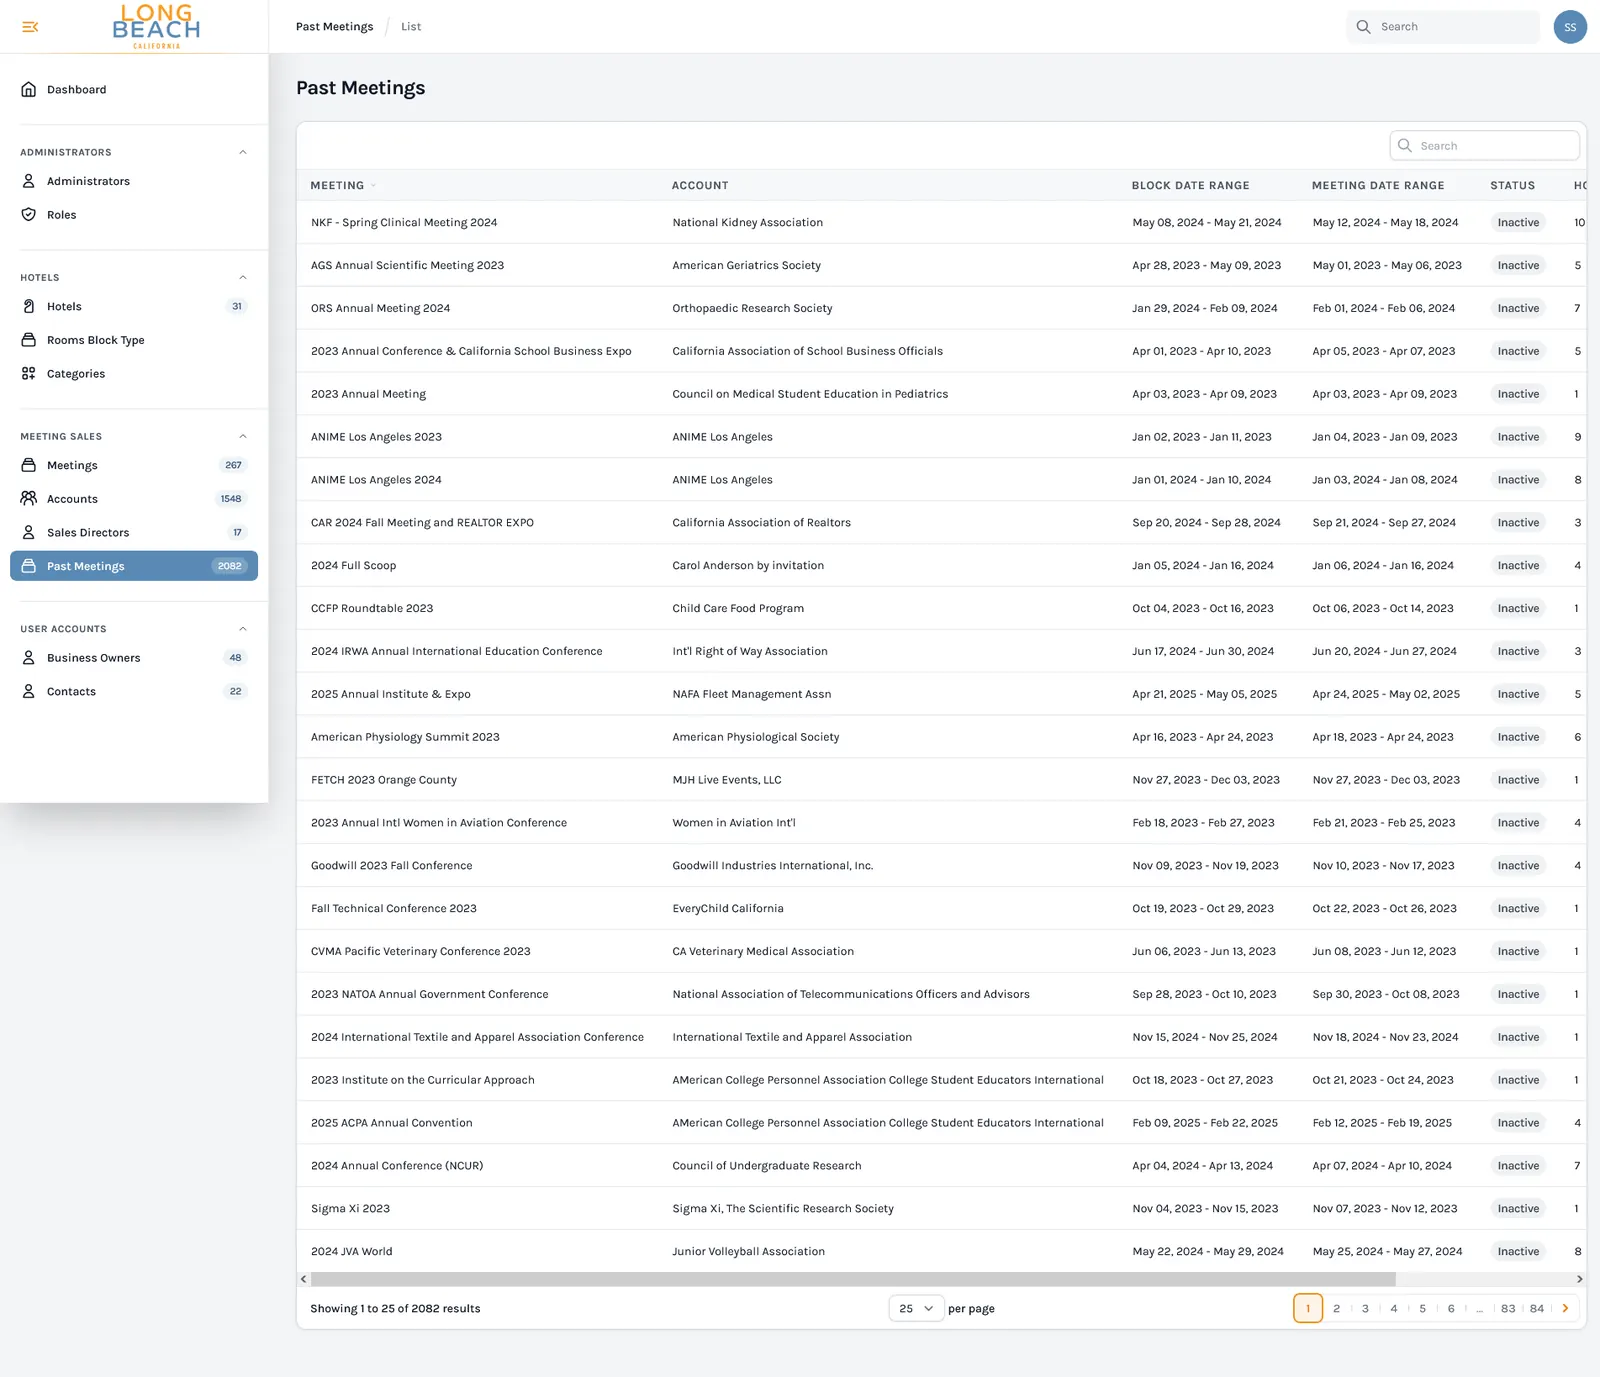 LONG
BEACH
CALIFORNIA
Past Meetings
List
Search
SS
Dashboard
ADMINISTRATORS
Administrators
Roles
HOTELS
Hotels 31
Rooms Block Type
Categories
MEETING SALES
Meetings 267
Accounts 1548
Sales Directors 17
Past Meetings 2082
USER ACCOUNTS
Business Owners 48
Contacts 22
Past Meetings
Search
MEETING ACCOUNT BLOCK DATE RANGE MEETING DATE RANGE STATUS HO
NKF - Spring Clinical Meeting 2024 National Kidney Association May 08, 2024 - May 21, 2024 May 12, 2024 - May 18, 2024 Inactive 10
AGS Annual Scientific Meeting 2023 American Geriatrics Society Apr 28, 2023 - May 09, 2023 May 01, 2023 - May 06, 2023 Inactive 5
ORS Annual Meeting 2024 Orthopaedic Research Society Jan 29, 2024 - Feb 09, 2024 Feb 01, 2024 - Feb 06, 2024 Inactive 7
2023 Annual Conference & California School Business Expo California Association of School Business Officials Apr 01, 2023 - Apr 10, 2023 Apr 05, 2023 - Apr 07, 2023 Inactive 5
2023 Annual Meeting Council on Medical Student Education in Pediatrics Apr 03, 2023 - Apr 09, 2023 Apr 03, 2023 - Apr 09, 2023 Inactive 1
ANIME Los Angeles 2023 ANIME Los Angeles Jan 02, 2023 - Jan 11, 2023 Jan 04, 2023 - Jan 09, 2023 Inactive 9
ANIME Los Angeles 2024 ANIME Los Angeles Jan 01, 2024 - Jan 10, 2024 Jan 03, 2024 - Jan 08, 2024 Inactive 8
CAR 2024 Fall Meeting and REALTOR EXPO California Association of Realtors Sep 20, 2024 - Sep 28, 2024 Sep 21, 2024 - Sep 27, 2024 Inactive 3
2024 Full Scoop Carol Anderson by invitation Jan 05, 2024 - Jan 16, 2024 Jan 06, 2024 - Jan 16, 2024 Inactive 4
CCFP Roundtable 2023 Child Care Food Program Oct 04, 2023 - Oct 16, 2023 Oct 06, 2023 - Oct 14, 2023 Inactive 1
2024 IRWA Annual International Education Conference Int'l Right of Way Association Jun 17, 2024 - Jun 30, 2024 Jun 20, 2024 - Jun 27, 2024 Inactive 3
2025 Annual Institute & Expo NAFA Fleet Management Assn Apr 21, 2025 - May 05, 2025 Apr 24, 2025 - May 02, 2025 Inactive 5
American Physiology Summit 2023 American Physiological Society Apr 16, 2023 - Apr 24, 2023 Apr 18, 2023 - Apr 24, 2023 Inactive 6
FETCH 2023 Orange County MJH Live Events, LLC Nov 27, 2023 - Dec 03, 2023 Nov 27, 2023 - Dec 03, 2023 Inactive 1
2023 Annual Intl Women in Aviation Conference Women in Aviation Int'l Feb 18, 2023 - Feb 27, 2023 Feb 21, 2023 - Feb 25, 2023 Inactive 4
Goodwill 2023 Fall Conference Goodwill Industries International, Inc. Nov 09, 2023 - Nov 19, 2023 Nov 10, 2023 - Nov 17, 2023 Inactive 4
Fall Technical Conference 2023 EveryChild California Oct 19, 2023 - Oct 29, 2023 Oct 22, 2023 - Oct 26, 2023 Inactive 1
CVMA Pacific Veterinary Conference 2023 CA Veterinary Medical Association Jun 06, 2023 - Jun 13, 2023 Jun 08, 2023 - Jun 12, 2023 Inactive 1
2023 NATOA Annual Government Conference National Association of Telecommunications Officers and Advisors Sep 28, 2023 - Oct 10, 2023 Sep 30, 2023 - Oct 08, 2023 Inactive 1
2024 International Textile and Apparel Association Conference International Textile and Apparel Association Nov 15, 2024 - Nov 25, 2024 Nov 18, 2024 - Nov 23, 2024 Inactive 1
2023 Institute on the Curricular Approach AMerican College Personnel Association College Student Educators International Oct 18, 2023 - Oct 27, 2023 Oct 21, 2023 - Oct 24, 2023 Inactive 1
2025 ACPA Annual Convention AMerican College Personnel Association College Student Educators International Feb 09, 2025 - Feb 22, 2025 Feb 12, 2025 - Feb 19, 2025 Inactive 4
2024 Annual Conference (NCUR) Council of Undergraduate Research Apr 04, 2024 - Apr 13, 2024 Apr 07, 2024 - Apr 10, 2024 Inactive 7
Sigma Xi 2023 Sigma Xi, The Scientific Research Society Nov 04, 2023 - Nov 15, 2023 Nov 07, 2023 - Nov 12, 2023 Inactive 1
2024 JVA World Junior Volleyball Association May 22, 2024 - May 29, 2024 May 25, 2024 - May 27, 2024 Inactive 8
Showing 1 to 25 of 2082 results 25 per page 1 2 3 4 5 6 ... 83 84